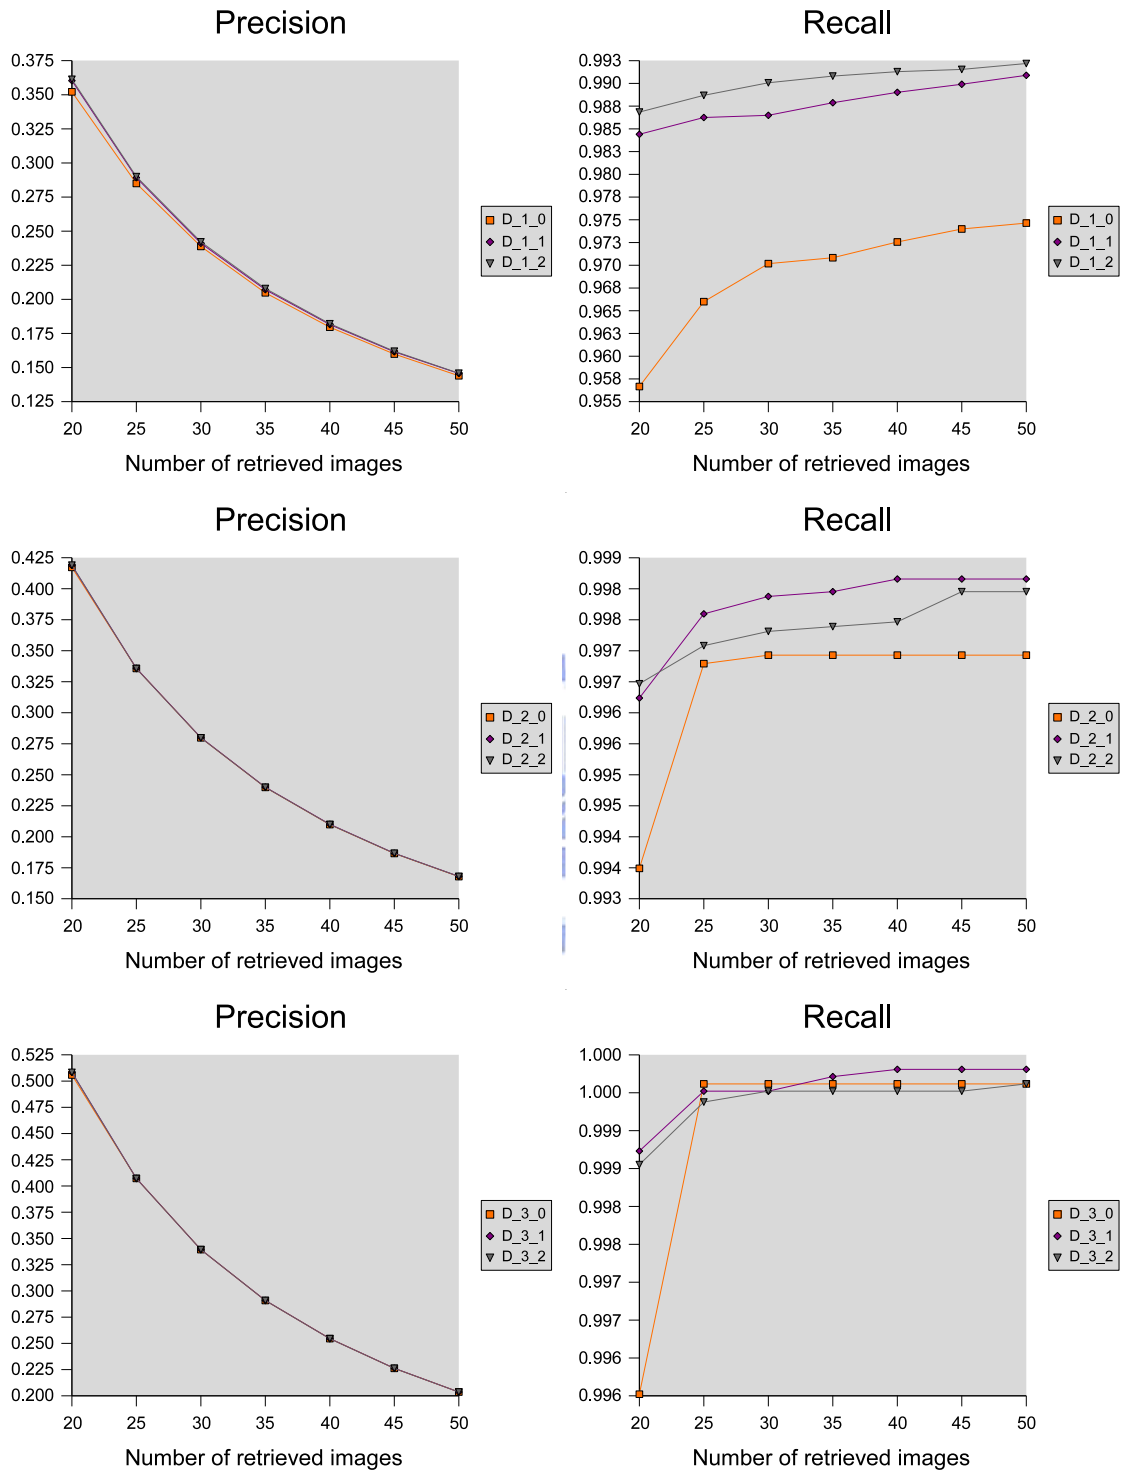 Precision
0.375
0.350
0.325
0.300
0.275
0.250
0.225
0.200
0.175
0.150
0.125
20 25 30 35 40 45 50
Number of retrieved images
D_1_0
D_1_1
D_1_2
Recall
0.993
0.990
0.988
0.985
0.983
0.980
0.978
0.975
0.973
0.970
0.968
0.965
0.963
0.960
0.958
0.955
20 25 30 35 40 45 50
Number of retrieved images
D_1_0
D_1_1
D_1_2
Precision
0.425
0.400
0.375
0.350
0.325
0.300
0.275
0.250
0.225
0.200
0.175
0.150
20 25 30 35 40 45 50
Number of retrieved images
D_2_0
D_2_1
D_2_2
Recall
0.999
0.998
0.998
0.997
0.997
0.996
0.996
0.995
0.995
0.994
0.994
0.993
20 25 30 35 40 45 50
Number of retrieved images
D_2_0
D_2_1
D_2_2
Precision
0.525
0.500
0.475
0.450
0.425
0.400
0.375
0.350
0.325
0.300
0.275
0.250
0.225
0.200
20 25 30 35 40 45 50
Number of retrieved images
D_3_0
D_3_1
D_3_2
Recall
1.000
1.000
0.999
0.999
0.998
0.998
0.997
0.997
0.996
0.996
20 25 30 35 40 45 50
Number of retrieved images
D_3_0
D_3_1
D_3_2